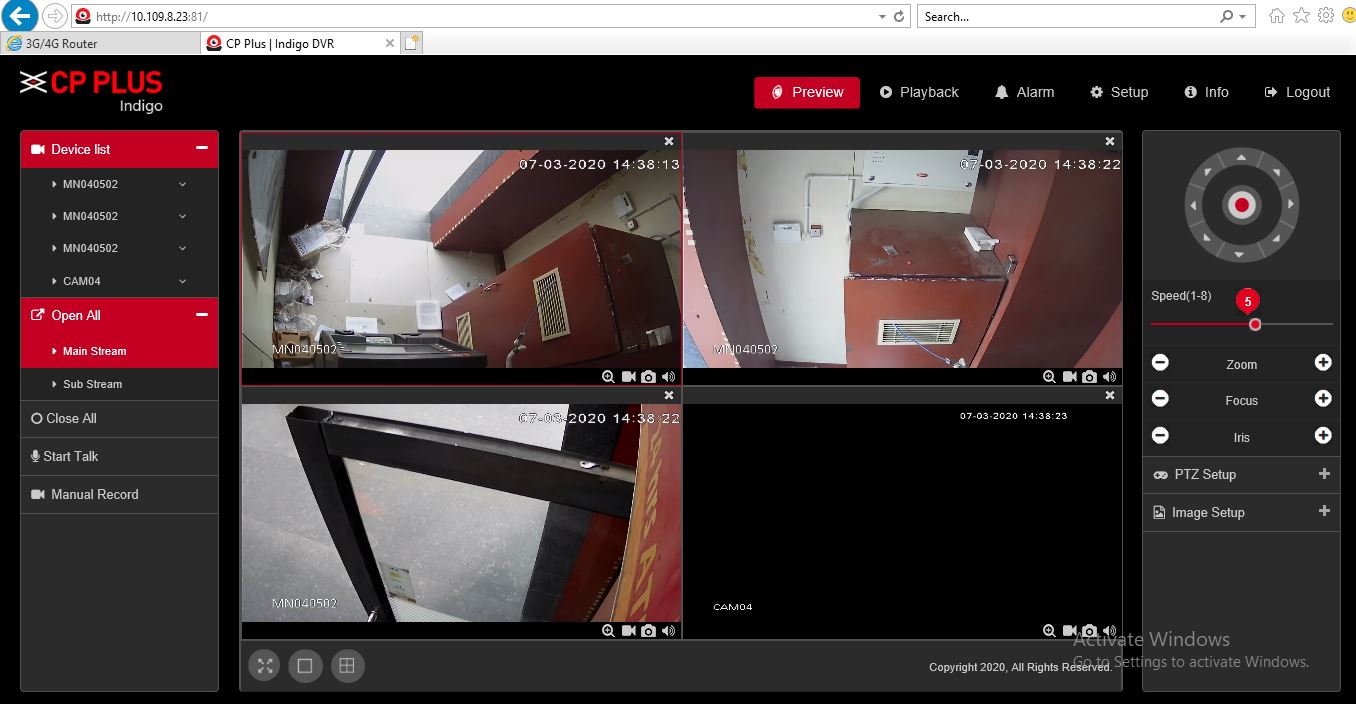 http://10.109.8.23:81/
Search...
3G/4G Router
CP Plus | Indigo DVR
CP PLUS
Indigo
Preview
Playback
Alarm
Setup
Info
Logout
Device list
MN040502
MN040502
MN040502
CAM04
Open All
Main Stream
Sub Stream
Close All
Start Talk
Manual Record
07-03-2020 14:38:13
MN040502
07-03-2020 14:38:22
MN040502
07-03-2020 14:38:22
MN040502
07-03-2020 14:38:23
CAM04
Speed(1-8)
5
Zoom
Focus
Iris
PTZ Setup
Image Setup
Copyright 2020, All Rights Reserved.
Activate Windows
Go to Settings to activate Windows.